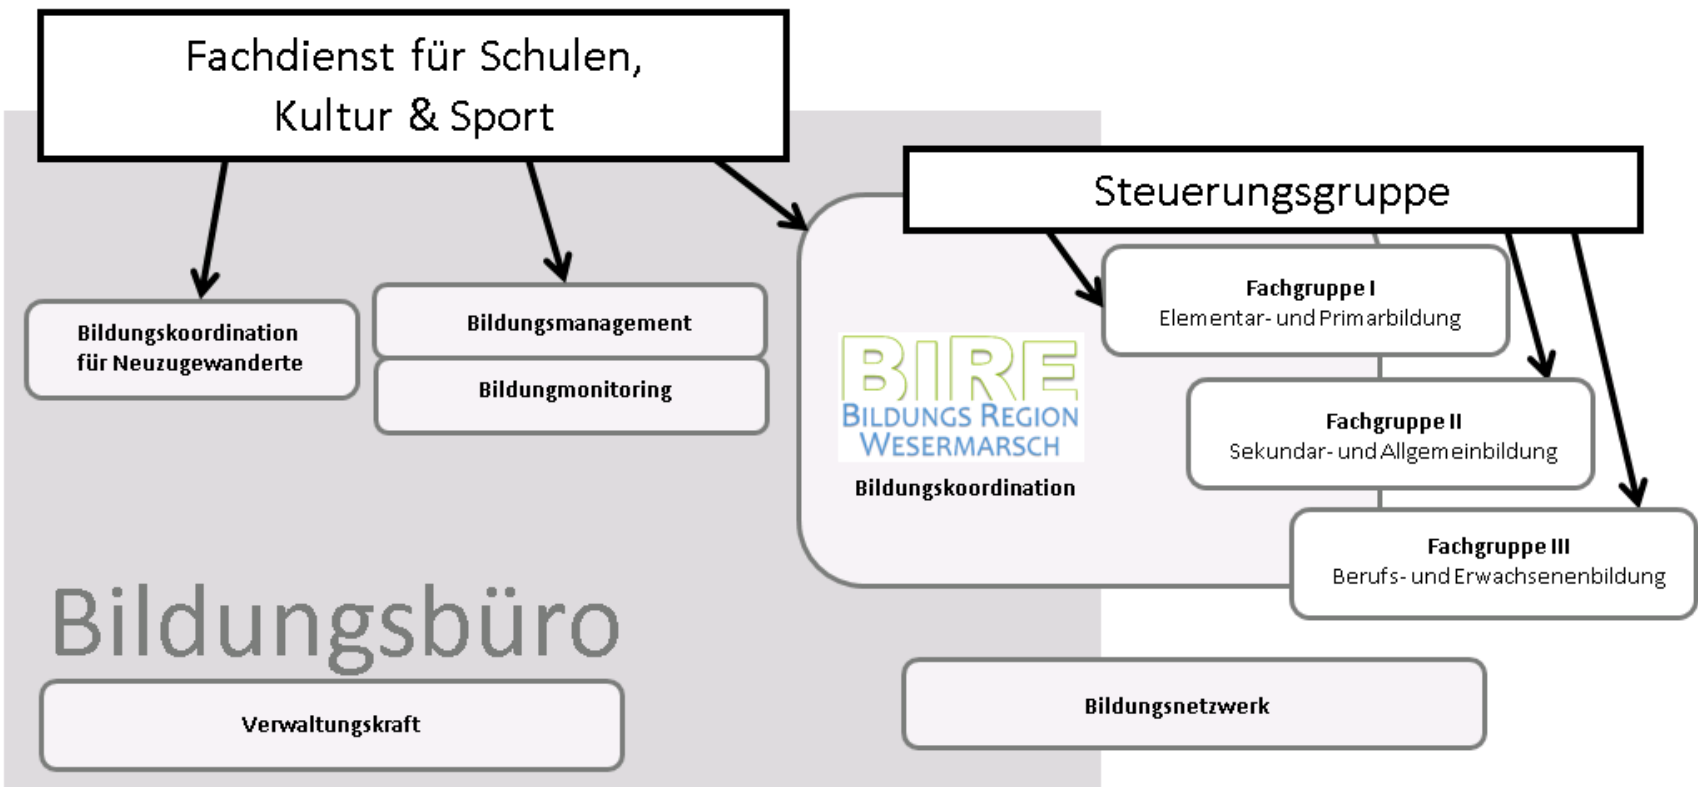 Fachdienst für Schulen,
Kultur & Sport
Steuerungsgruppe
Bildungskoordination
für Neuzugewanderte
Bildungsmanagement
Bildungmonitoring
BIRE
BILDUNGS REGION
WESERMARSCH
Bildungskoordination
Fachgruppe I
Elementar- und Primarbildung
Fachgruppe II
Sekundar- und Allgemeinbildung
Fachgruppe III
Berufs- und Erwachsenenbildung
Bildungsbüro
Verwaltungskraft
Bildungsnetzwerk